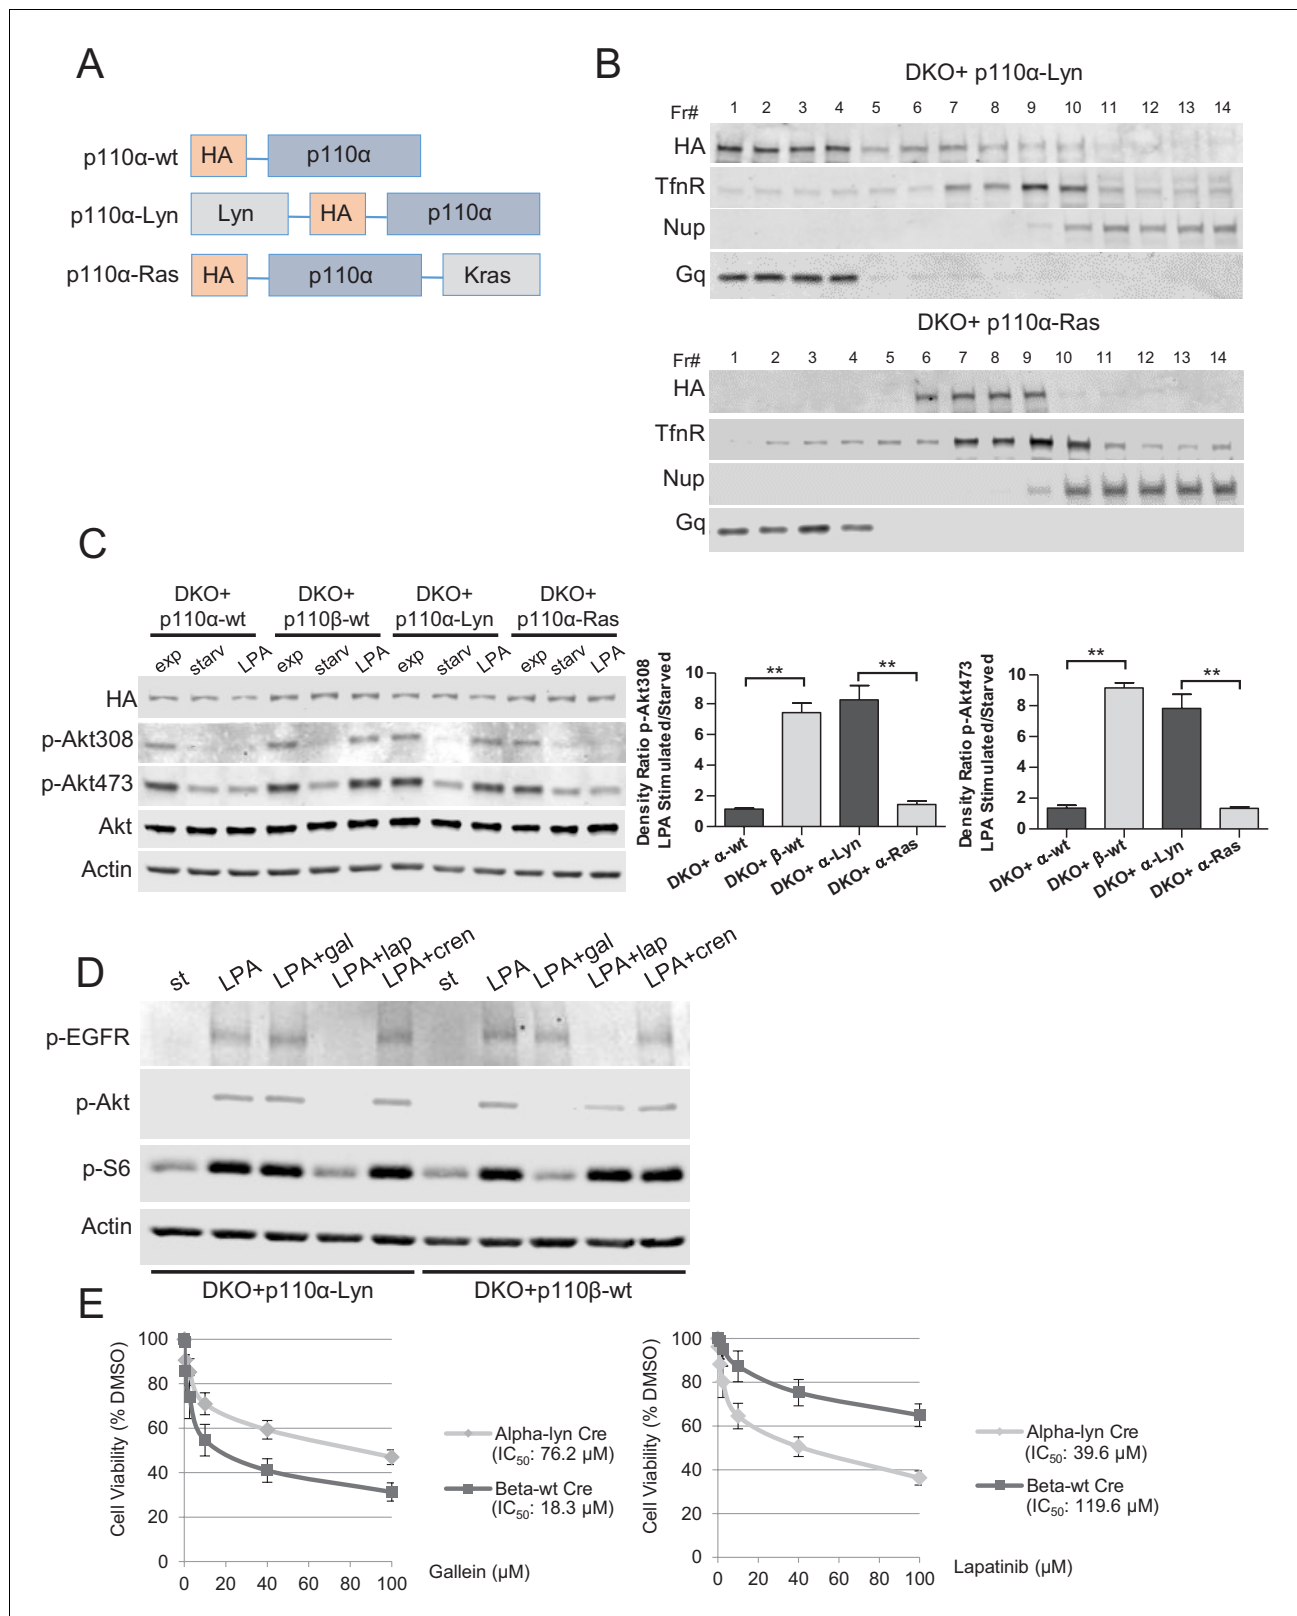 A
p110α-wt HA p110α
p110α-Lyn Lyn HA p110α
p110α-Ras HA p110α Kras
B
DKO+ p110α-Lyn
Fr# 1 2 3 4 5 6 7 8 9 10 11 12 13 14
HA
TfnR
Nup
Gq
DKO+ p110α-Ras
Fr# 1 2 3 4 5 6 7 8 9 10 11 12 13 14
HA
TfnR
Nup
Gq
C
DKO+ p110α-wt
DKO+ p110β-wt
DKO+ p110α-Lyn
DKO+ p110α-Ras
exp starv LPA exp starv LPA exp starv LPA exp starv LPA
HA
p-Akt308
p-Akt473
Akt
Actin
Density Ratio p-Akt308
LPA Stimulated/Starved
10
8
6
4
2
0
** **
DKO+ α-wt
DKO+ β-wt
DKO+ α-Lyn
DKO+ α-Ras
Density Ratio p-Akt473
LPA Stimulated/Starved
10
8
6
4
2
0
** **
DKO+ α-wt
DKO+ β-wt
DKO+ α-Lyn
DKO+ α-Ras
D
st LPA LPA+gal LPA+lap LPA+cren st LPA LPA+gal LPA+lap LPA+cren
p-EGFR
p-Akt
p-S6
Actin
DKO+p110α-Lyn DKO+p110β-wt
E
Cell Viability (% DMSO)
100
80
60
40
20
0
0 20 40 60 80 100
Gallein (µM)
Alpha-lyn Cre
(IC50: 76.2 µM)
Beta-wt Cre
(IC50: 18.3 µM)
Cell Viability (% DMSO)
100
80
60
40
20
0
0 20 40 60 80 100
Lapatinib (µM)
Alpha-lyn Cre
(IC50: 39.6 µM)
Beta-wt Cre
(IC50: 119.6 µM)